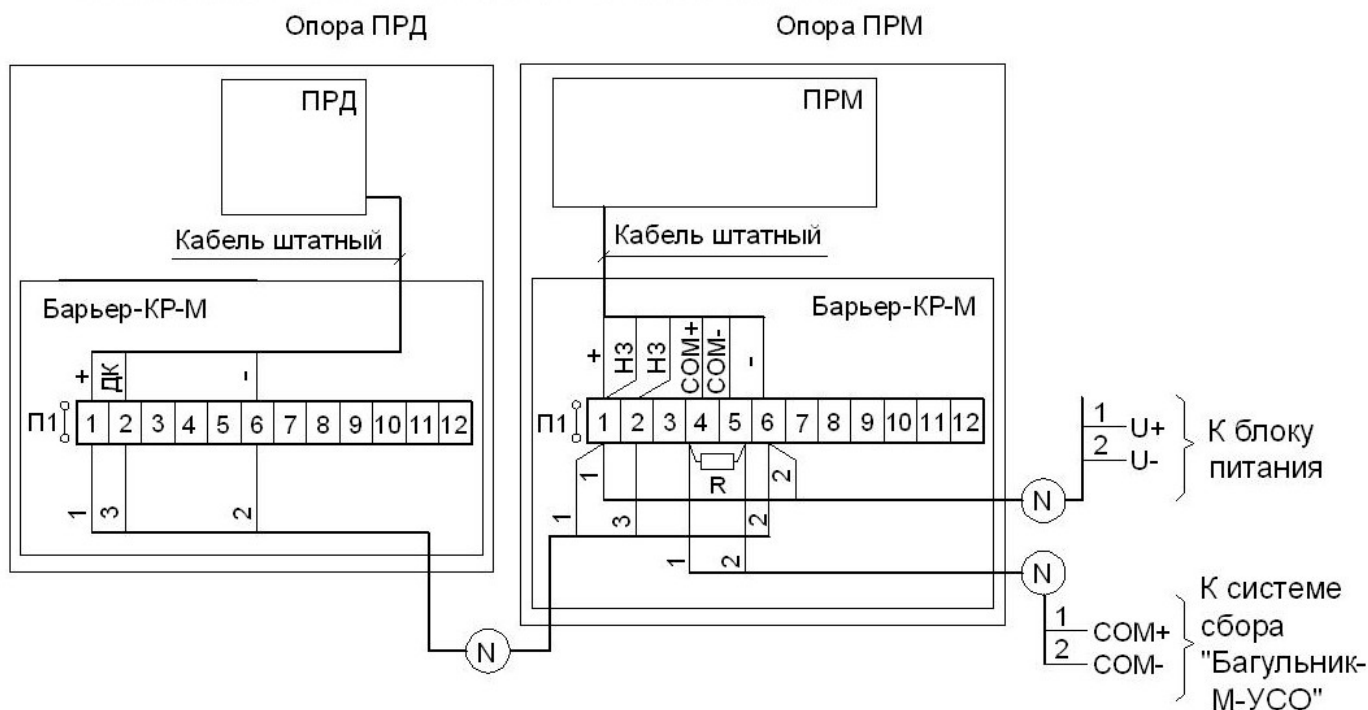 Опора ПРД
Опора ПРМ
ПРД
ПРМ
Кабель штатный
Кабель штатный
Барьер-КР-М
Барьер-КР-М
+ ДК -
+ НЗ НЗ COM+ COM- -
П1 1 2 3 4 5 6 7 8 9 10 11 12
П1 1 2 3 4 5 6 7 8 9 10 11 12
R
1 3 2
1 1 3 2 2
1 2
N
N
N
1 U+
2 U-
К блоку
питания
1 COM+
2 COM-
К системе
сбора
"Багульник-
М-УСО"